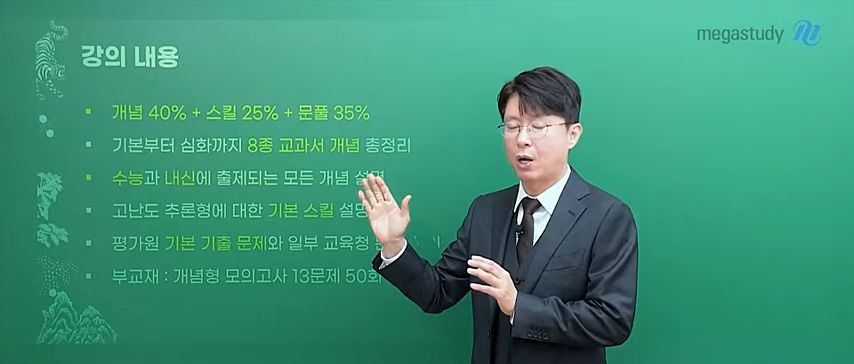 megastudy
강의 내용
개념 40% + 스킬 25% + 문풀 35%
기본부터 심화까지 8종 교과서 개념 총정리
수능과 내신에 출제되는 모든 개념 설명
고난도 추론형에 대한 기본 스킬 설명
평가원 기본 기출 문제와 일부 교육청
부교재 : 개념형 모의고사 13문제 50회